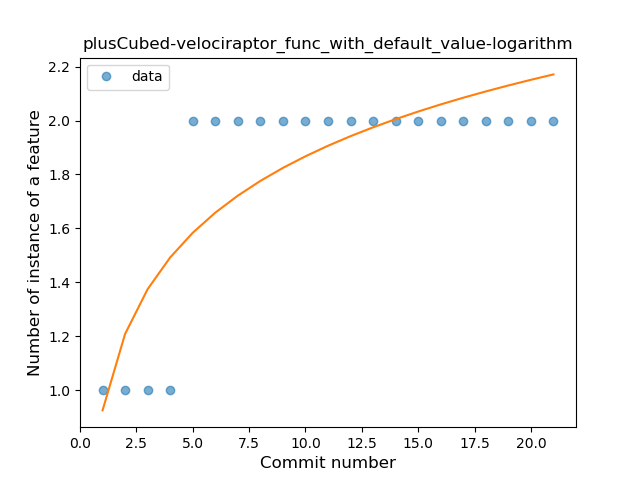 plusCubed-velociraptor_func_with_default_value-logarithm
data
Number of instance of a feature
2.2
2.0
1.8
1.6
1.4
1.2
1.0
0.0 2.5 5.0 7.5 10.0 12.5 15.0 17.5 20.0
Commit number